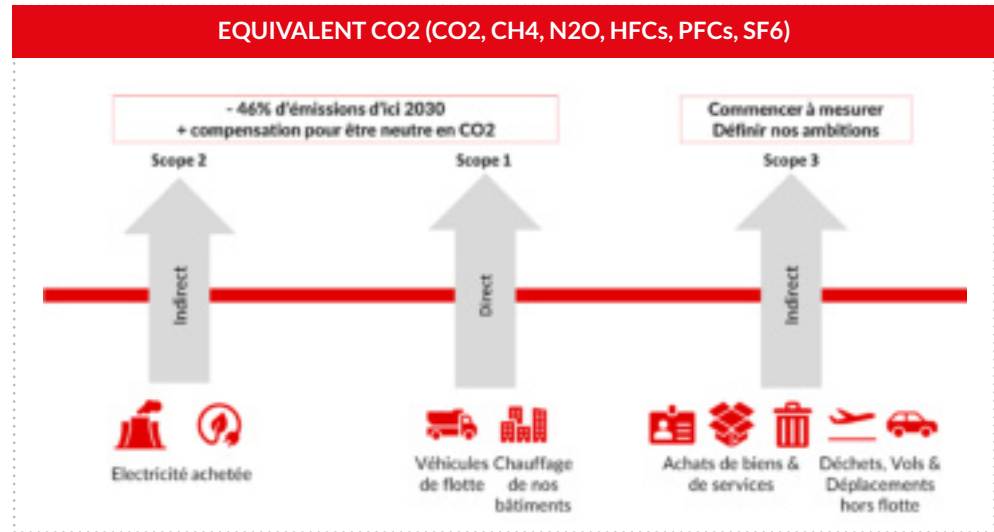 EQUIVALENT CO2 (CO2, CH4, N2O, HFCs, PFCs, SF6)
- 46% d'émissions d'ici 2030
+ compensation pour être neutre en CO2
Commencer à mesurer
Définir nos ambitions
Scope 2
Scope 1
Scope 3
Indirect
Direct
Indirect
Electricité achetée
Véhicules
de flotte
Chauffage
de nos
bâtiments
Achats de biens &
de services
Déchets, Vols &
Déplacements
hors flotte